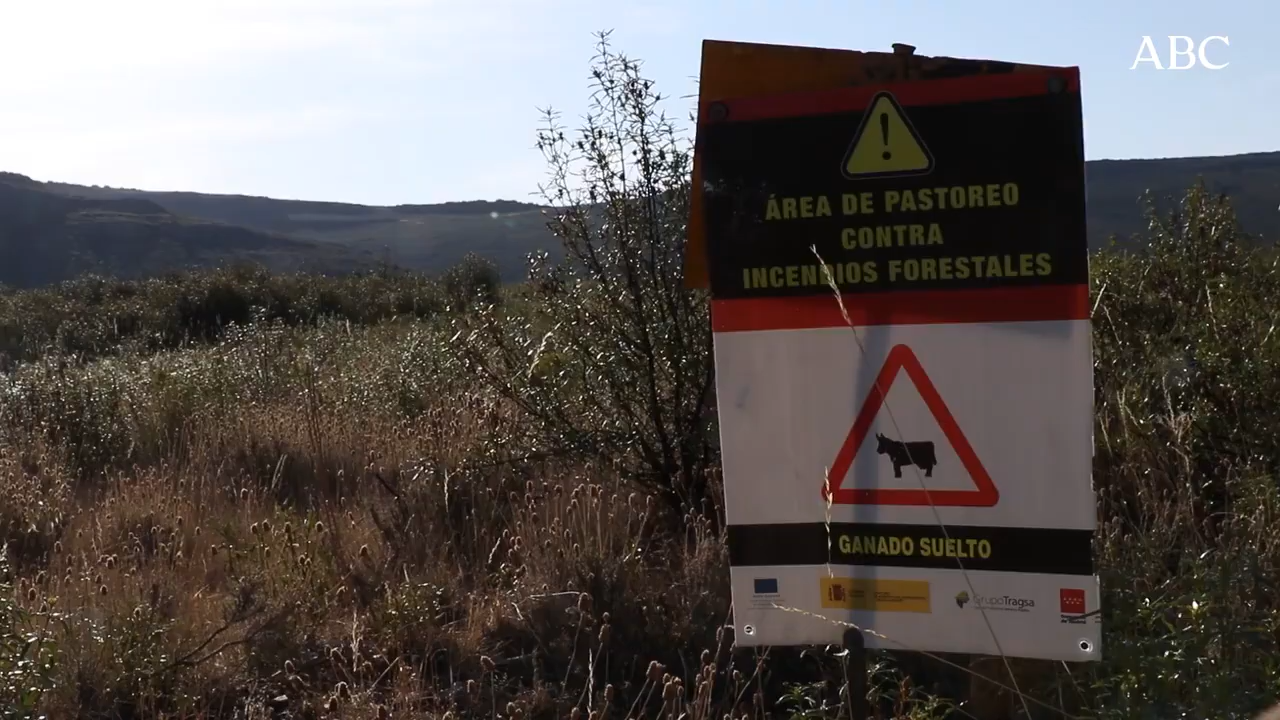 ABC
ÁREA DE PASTOREO
CONTRA
INCENDIOS FORESTALES
GANADO SUELTO
GrupoTragsa